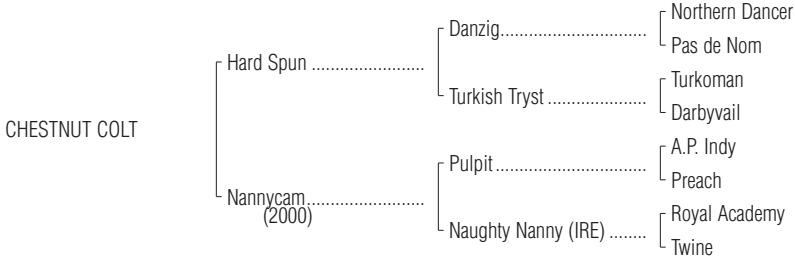 Northern Dancer
Danzig..............................
Pas de Nom
Hard Spun .......................
Turkoman
Turkish Tryst .....................
Darbyvail
CHESTNUT COLT
A.P. Indy
Pulpit...............................
Preach
Nannycam........................
(2000)
Royal Academy
Naughty Nanny (IRE) ........
Twine